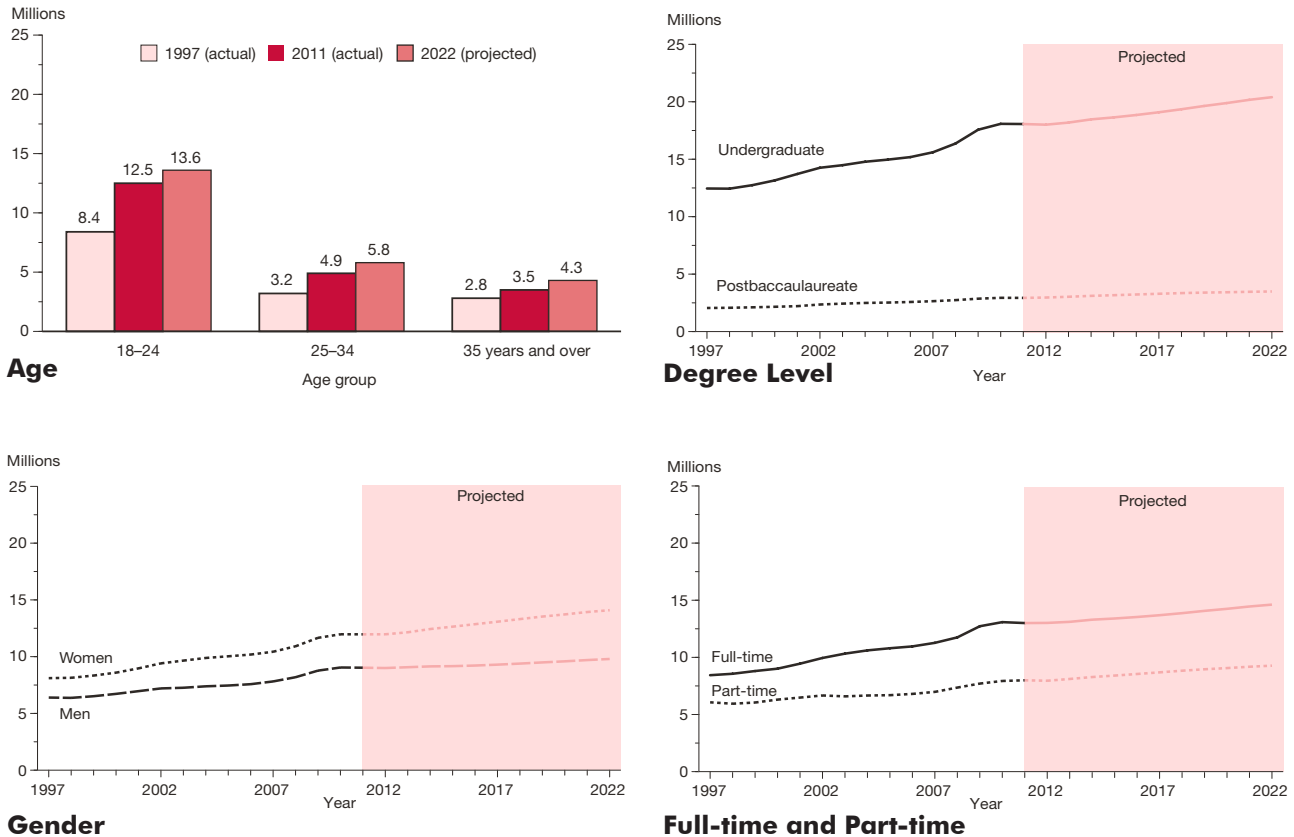 Millions
25
20
15
10
5
0
1997 (actual) 2011 (actual) 2022 (projected)
8.4 12.5 13.6
3.2 4.9 5.8
2.8 3.5 4.3
18–24 25–34 35 years and over
Age group
Age
Millions
25
20
15
10
5
0
Projected
Undergraduate
Postbaccaulaureate
1997 2002 2007 2012 2017 2022
Year
Degree Level
Millions
25
20
15
10
5
0
Projected
Women
Men
1997 2002 2007 2012 2017 2022
Year
Gender
Millions
25
20
15
10
5
0
Projected
Full-time
Part-time
1997 2002 2007 2012 2017 2022
Year
Full-time and Part-time